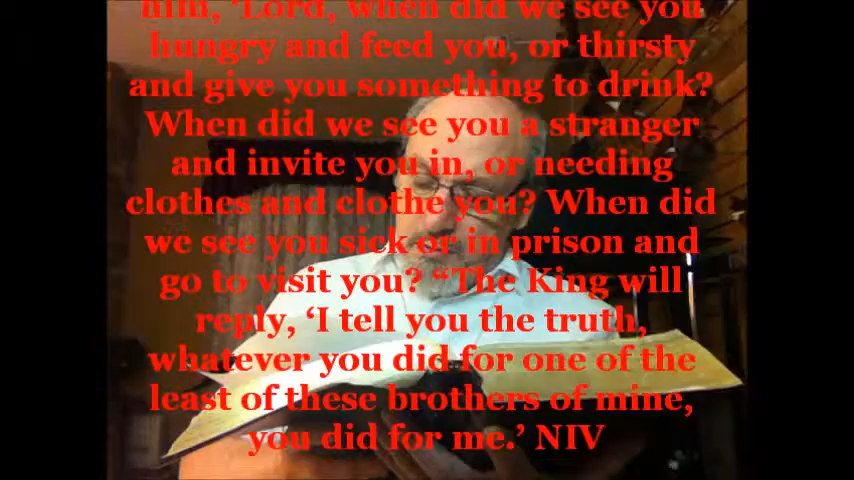 him, 'Lord, when did we see you
hungry and feed you, or thirsty
and give you something to drink?
When did we see you a stranger
and invite you in, or needing
clothes and clothe you? When did
we see you sick or in prison and
go to visit you? “The King will
reply, ‘I tell you the truth,
whatever you did for one of the
least of these brothers of mine,
you did for me.’ NIV